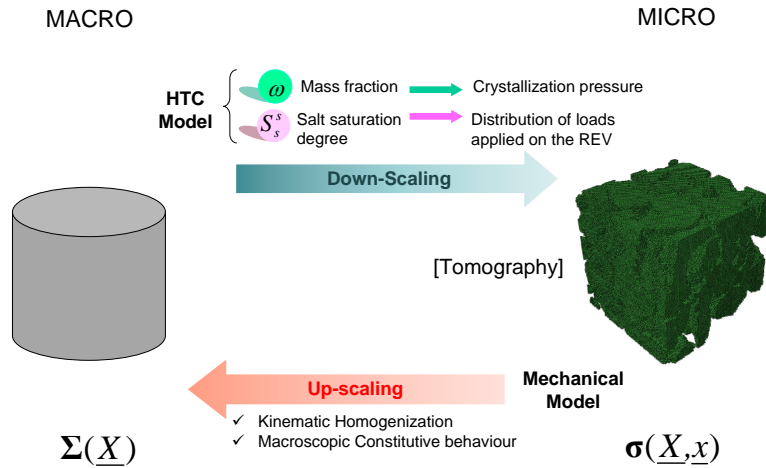 MACRO
MICRO
HTC
Model
ω Mass fraction
Crystallization pressure
S_s^s Salt saturation
degree
Distribution of loads
applied on the REV
Down-Scaling
[Tomography]
Up-scaling
Mechanical
Model
✓ Kinematic Homogenization
✓ Macroscopic Constitutive behaviour
Σ(X)
σ(X,x)